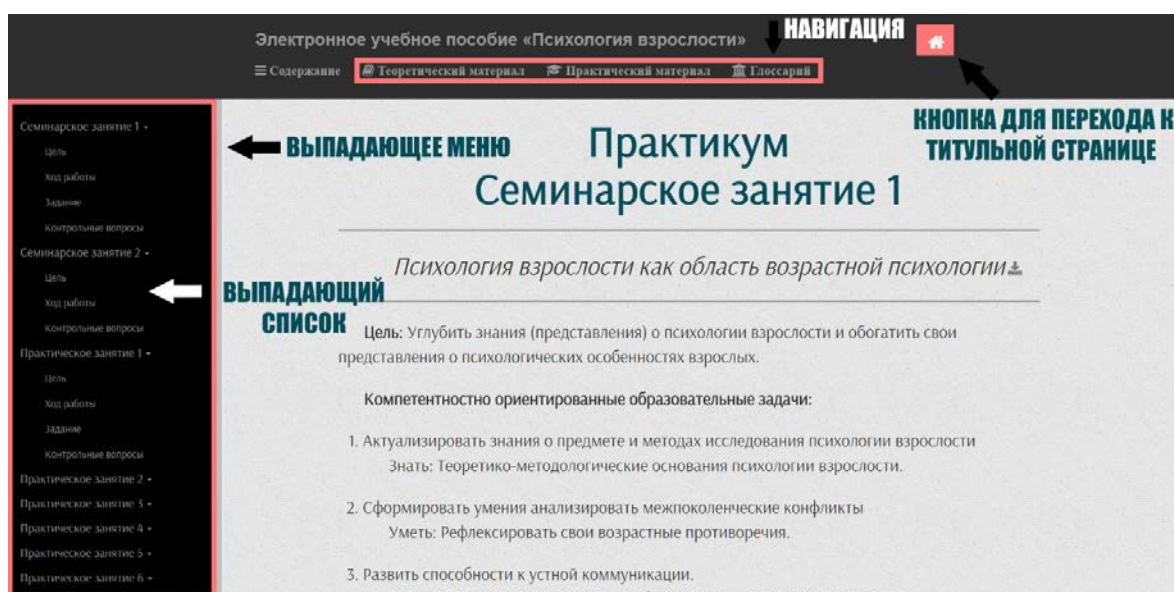 НАВИГАЦИЯ
Электронное учебное пособие «Психология взрослости»
Содержание Теоретический материал Практический материал Глоссарий
КНОПКА ДЛЯ ПЕРЕХОДА К
ТИТУЛЬНОЙ СТРАНИЦЕ
Семинарское занятие 1
Цель
Ход работы
Задание
Контрольные вопросы
Семинарское занятие 2
Цель
Ход работы
Контрольные вопросы
Практическое занятие 1
Цель
Ход работы
Задание
Контрольные вопросы
Практическое занятие 2
Практическое занятие 3
Практическое занятие 4
Практическое занятие 5
Практическое занятие 6
ВЫПАДАЮЩЕЕ МЕНЮ
ВЫПАДАЮЩИЙ
СПИСОК
Практикум
Семинарское занятие 1
Психология взрослости как область возрастной психологии
Цель: Углубить знания (представления) о психологии взрослости и обогатить свои
представления о психологических особенностях взрослых.
Компетентностно ориентированные образовательные задачи:
1. Актуализировать знания о предмете и методах исследования психологии взрослости
Знать: Теоретико-методологические основания психологии взрослости.
2. Сформировать умения анализировать межпоколенческие конфликты
Уметь: Рефлексировать свои возрастные противоречия.
3. Развить способности к устной коммуникации.